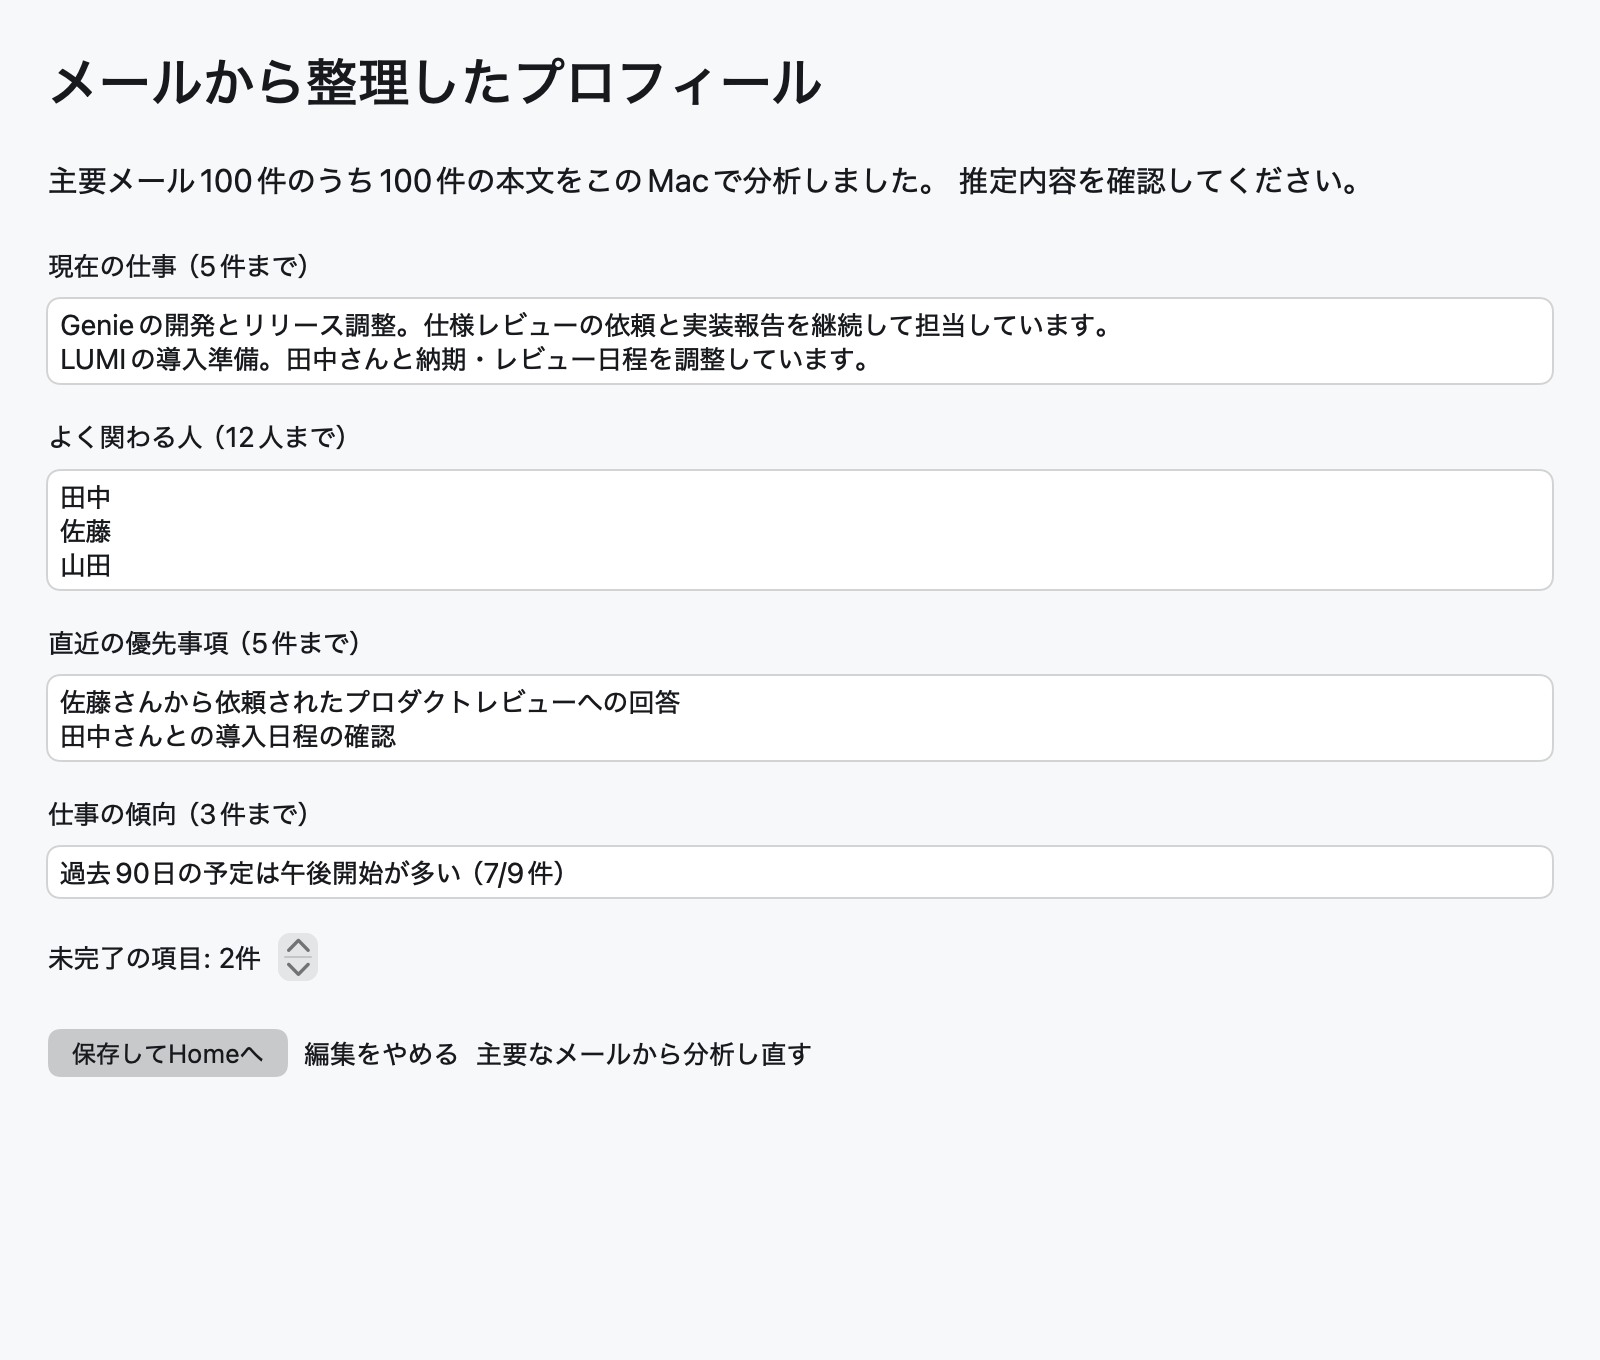 メールから整理したプロフィール
主要メール100件のうち100件の本文をこのMacで分析しました。 推定内容を確認してください。
現在の仕事（5件まで）
Genieの開発とリリース調整。仕様レビューの依頼と実装報告を継続して担当しています。
LUMIの導入準備。田中さんと納期・レビュー日程を調整しています。
よく関わる人（12人まで）
田中
佐藤
山田
直近の優先事項（5件まで）
佐藤さんから依頼されたプロダクトレビューへの回答
田中さんとの導入日程の確認
仕事の傾向（3件まで）
過去90日の予定は午後開始が多い（7/9件）
未完了の項目: 2件
保存してHomeへ 編集をやめる 主要なメールから分析し直す